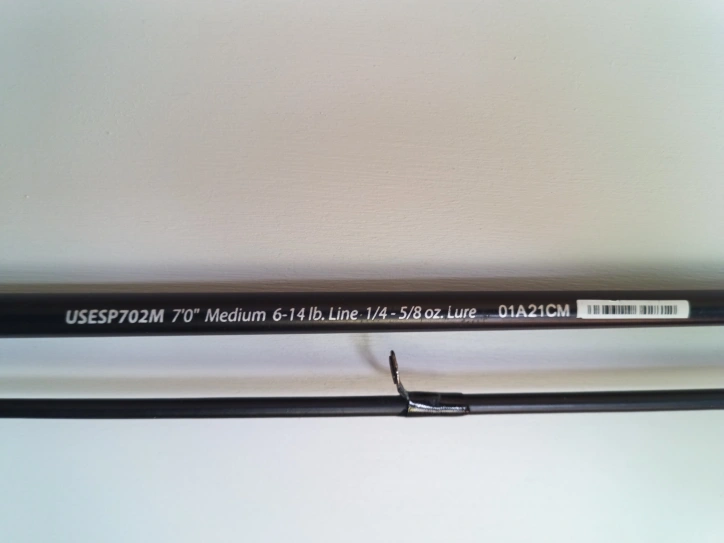 USESP702M 7'0" Medium 6-14 lb. Line 1/4 - 5/8 oz. Lure 01A21CM